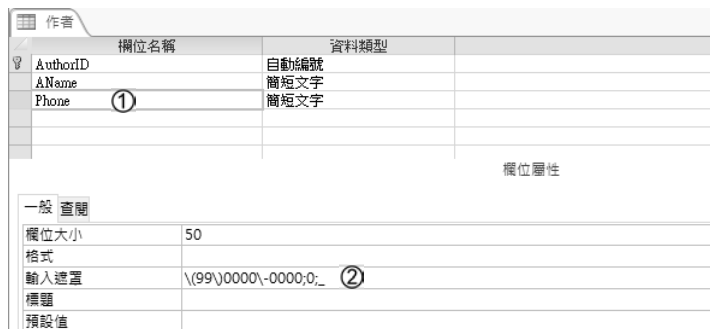 作者
欄位名稱 資料類型
AuthorID 自動編號
AName 簡短文字
Phone ① 簡短文字
欄位屬性
一般 查閱
欄位大小 50
格式
輸入遮罩 \(99\)0000\-0000;0;_ ②
標題
預設值